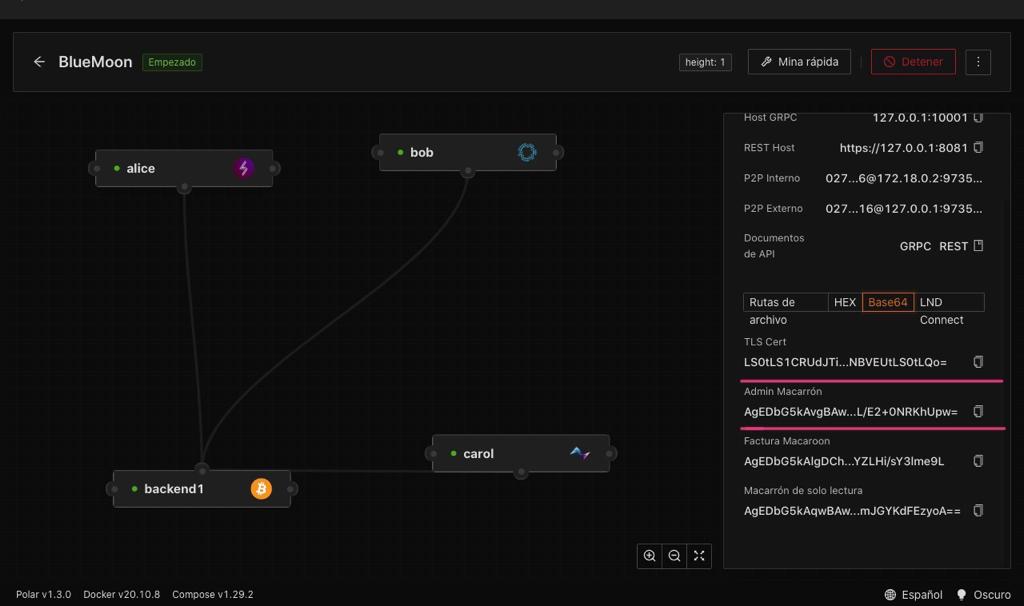 BlueMoon Empezado height: 1 Mina rápida Detener
alice
bob
carol
backend1
Host GRPC 127.0.0.1:10001
REST Host https://127.0.0.1:8081
P2P Interno 027...6@172.18.0.2:9735...
P2P Externo 027...16@127.0.0.1:9735...
Documentos
de API
GRPC REST
Rutas de HEX Base64 LND
archivo Connect
TLS Cert
LS0tLS1CRUdJTi...NBVEUtLS0tLQo=
Admin Macarrón
AgEDbG5kAvgBAw...L/E2+0NRKhUpw=
Factura Macaroon
AgEDbG5kAlgDCh...YZLHi/sY3lme9L
Macarrón de solo lectura
AgEDbG5kAqwBAw...mJGYKdFEzyoA==
Polar v1.3.0 Docker v20.10.8 Compose v1.29.2 Español Oscuro